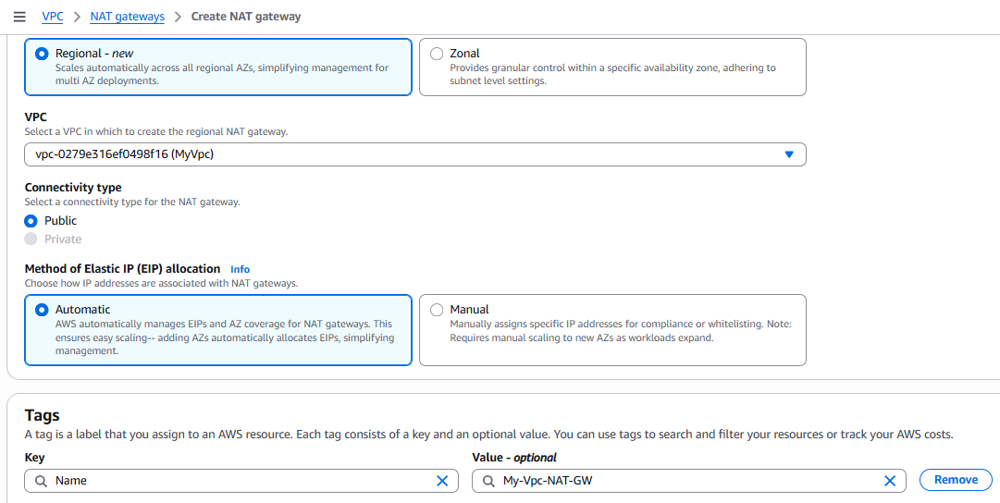 VPC > NAT gateways > Create NAT gateway
Regional - new
Scales automatically across all regional AZs, simplifying management for
multi AZ deployments.
Zonal
Provides granular control within a specific availability zone, adhering to
subnet level settings.
VPC
Select a VPC in which to create the regional NAT gateway.
vpc-0279e316ef0498f16 (MyVpc)
Connectivity type
Select a connectivity type for the NAT gateway.
Public
Private
Method of Elastic IP (EIP) allocation Info
Choose how IP addresses are associated with NAT gateways.
Automatic
AWS automatically manages EIPs and AZ coverage for NAT gateways. This
ensures easy scaling-- adding AZs automatically allocates EIPs, simplifying
management.
Manual
Manually assigns specific IP addresses for compliance or whitelisting. Note:
Requires manual scaling to new AZs as workloads expand.
Tags
A tag is a label that you assign to an AWS resource. Each tag consists of a key and an optional value. You can use tags to search and filter your resources or track your AWS costs.
Key
Value - optional
Name
My-Vpc-NAT-GW
Remove